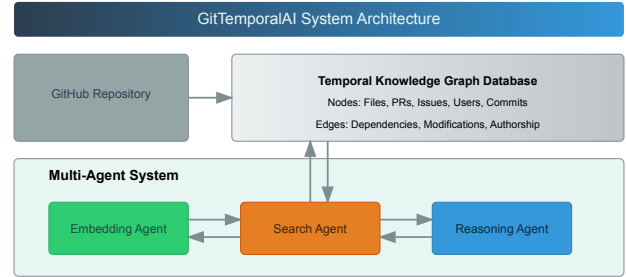 GitTemporalAI System Architecture
GitHub Repository
Temporal Knowledge Graph Database
Nodes: Files, PRs, Issues, Users, Commits
Edges: Dependencies, Modifications, Authorship
Multi-Agent System
Embedding Agent
Search Agent
Reasoning Agent